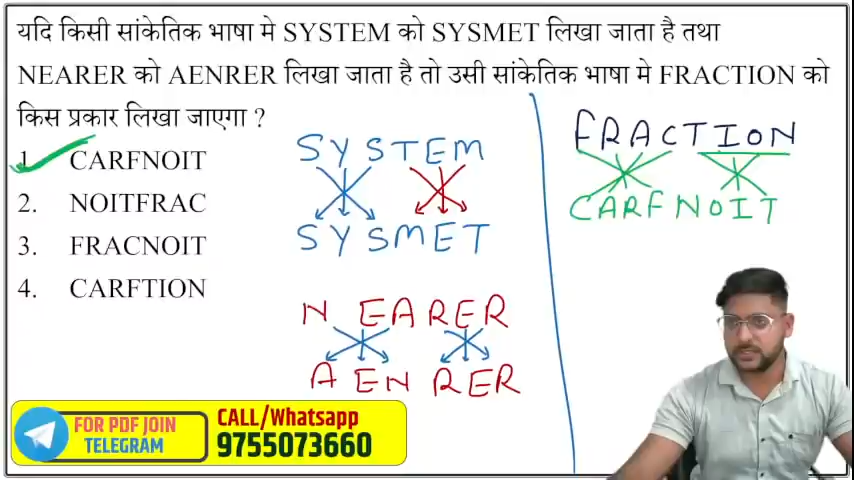 यदि किसी सांकेतिक भाषा मे SYSTEM को SYSMET लिखा जाता है तथा
NEARER को AENRER लिखा जाता है तो उसी सांकेतिक भाषा मे FRACTION को
किस प्रकार लिखा जाएगा ?
1. CARFNOIT
2. NOITFRAC
3. FRACNOIT
4. CARFTION
SYSTEM
SYSMET
NEARER
AENRER
FRACTION
CARFNOIT
FOR PDF JOIN
TELEGRAM
CALL/Whatsapp
9755073660